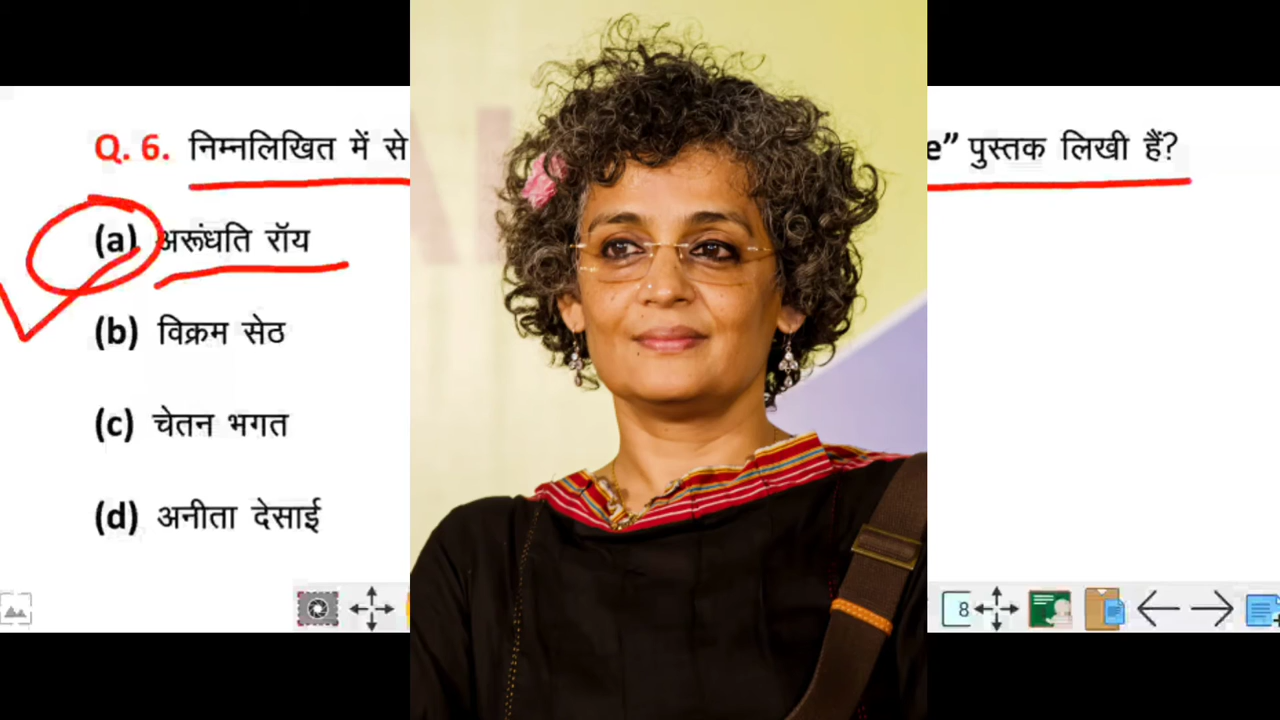 Q. 6. निम्नलिखित में से e” पुस्तक लिखी हैं?
(a) अरूंधति रॉय
(b) विक्रम सेठ
(c) चेतन भगत
(d) अनीता देसाई
8